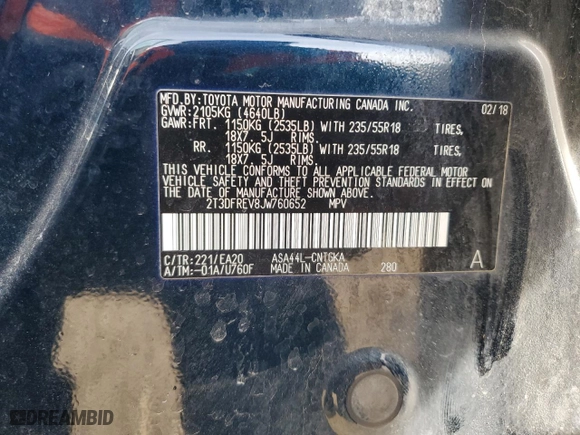 MFD.BY:TOYOTA MOTOR MANUFACTURING CANADA INC. 02/18
GVWR:2105KG (4640LB)
GAWR:FRT. 1150KG (2535LB) WITH 235/55R18 TIRES,
18X7.5J RIMS.
RR. 1150KG (2535LB) WITH 235/55R18 TIRES,
18X7.5J RIMS.
THIS VEHICLE CONFORMS TO ALL APPLICABLE FEDERAL MOTOR
VEHICLE SAFETY AND THEFT PREVENTION STANDARDS IN EFFECT ON
THE DATE OF MANUFACTURE SHOWN ABOVE.
2T3DFREV8JW760652 MPV
C/TR:221/EA20 ASA44L-CNTGKA A
A/TM:-01A/U760F MADE IN CANADA 280
DREAMBID